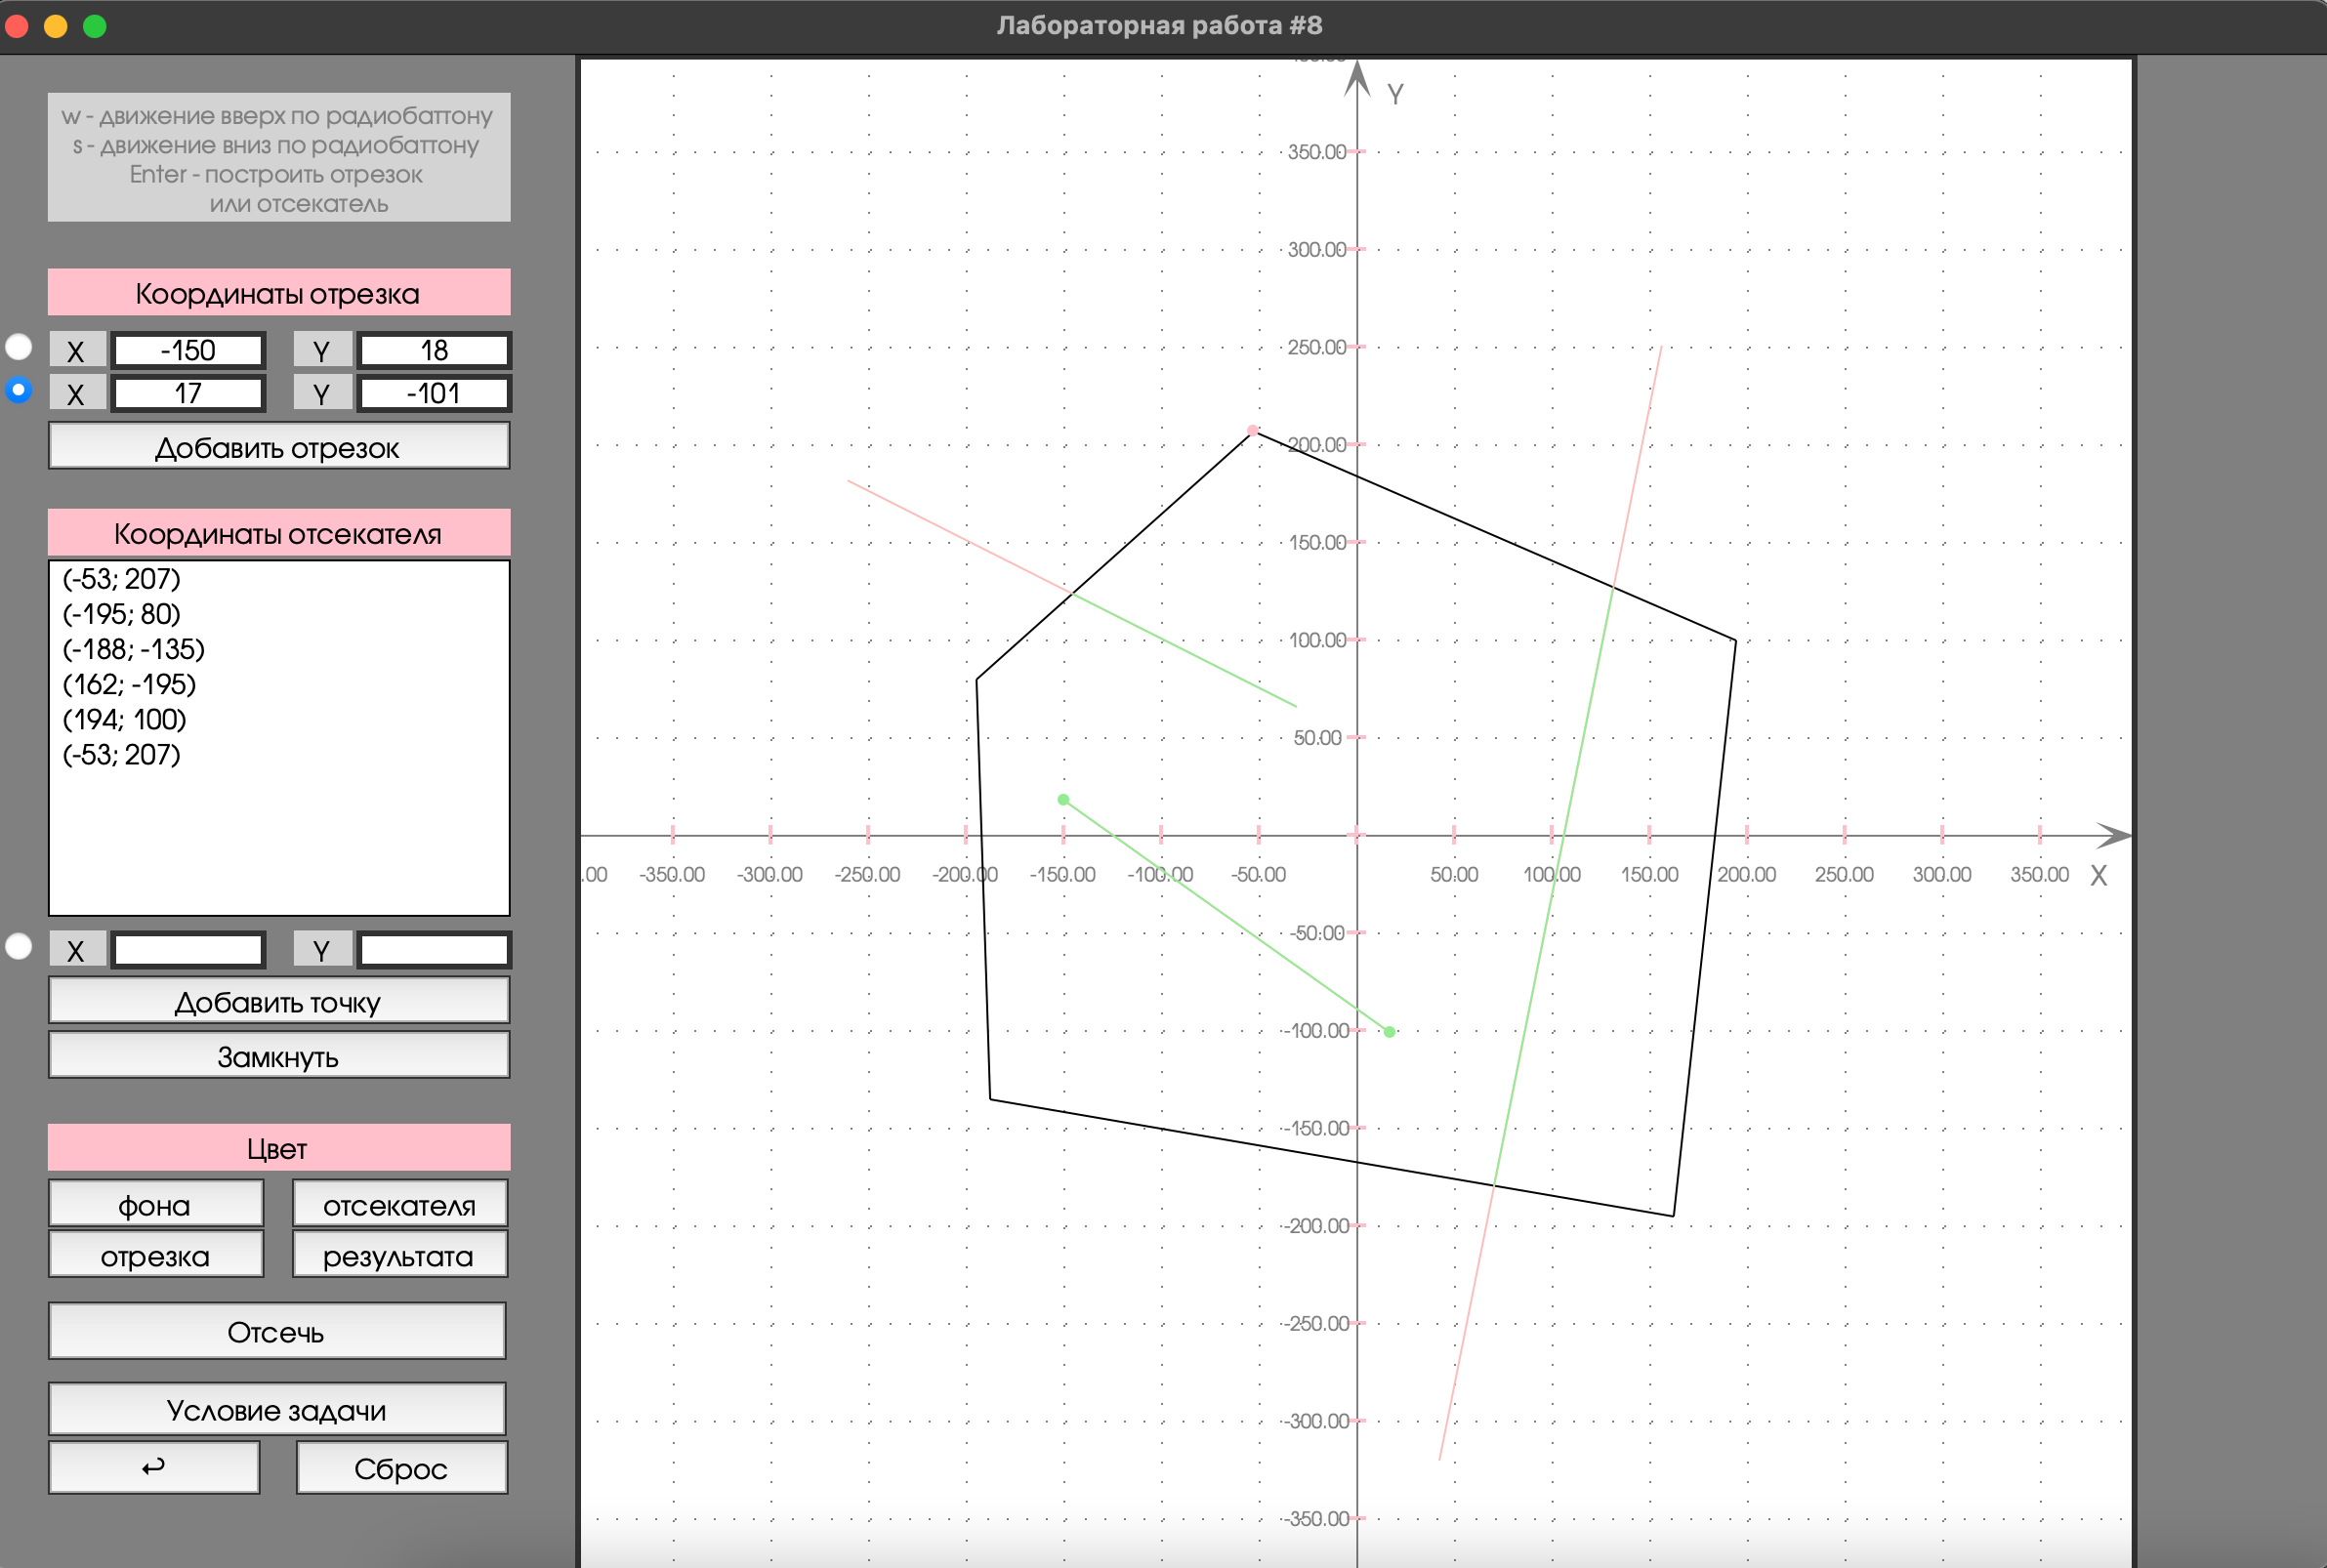 Лабораторная работа #8
w - движение вверх по радиобаттону
s - движение вниз по радиобаттону
Enter - построить отрезок
или отсекатель
Координаты отрезка
X -150 Y 18
X 17 Y -101
Добавить отрезок
Координаты отсекателя
(-53; 207)
(-195; 80)
(-188; -135)
(162; -195)
(194; 100)
(-53; 207)
X Y
Добавить точку
Замкнуть
Цвет
фона отсекателя
отрезка результата
Отсечь
Условие задачи
↩ Сброс
Y
350.00
300.00
250.00
200.00
150.00
100.00
50.00
.00 -350.00 -300.00 -250.00 -200.00 -150.00 -100.00 -50.00 50.00 100.00 150.00 200.00 250.00 300.00 350.00 X
-50.00
-100.00
-150.00
-200.00
-250.00
-300.00
-350.00